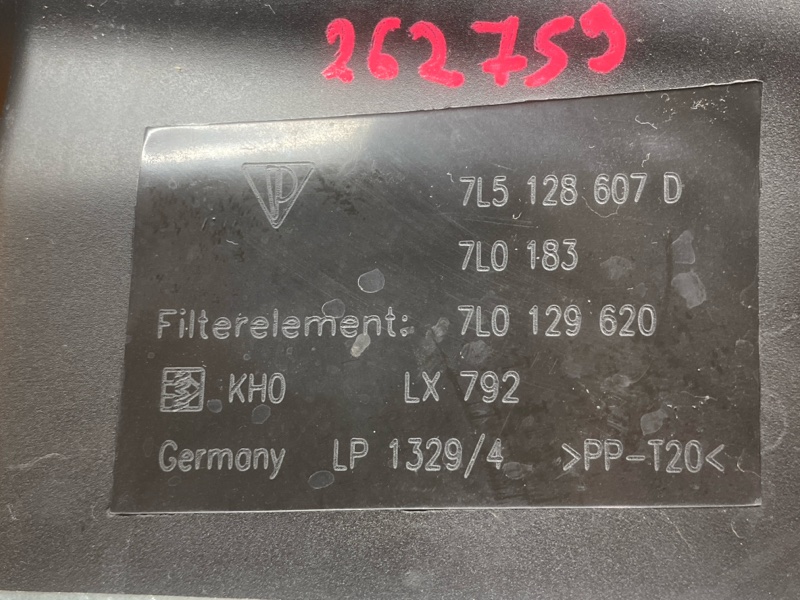 262759
7L5 128 607 D
7L0 183
Filterelement: 7L0 129 620
KHO LX 792
Germany LP 1329/4 >PP-T20<